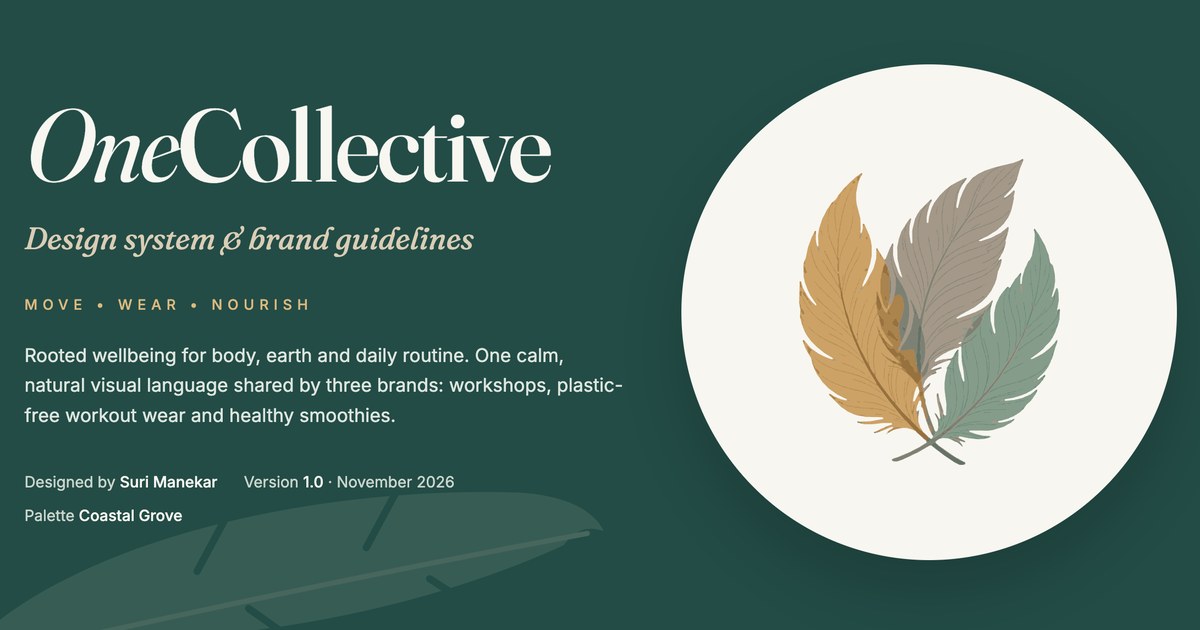 OneCollective
Design system & brand guidelines
MOVE • WEAR • NOURISH
Rooted wellbeing for body, earth and daily routine. One calm,
natural visual language shared by three brands: workshops, plastic-
free workout wear and healthy smoothies.
Designed by Suri Manekar Version 1.0 · November 2026
Palette Coastal Grove